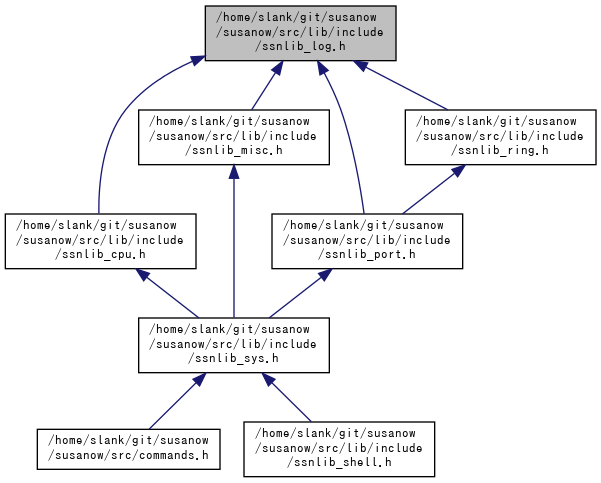 /home/slank/git/susanow
/susanow/src/lib/include
/ssnlib_log.h
/home/slank/git/susanow
/susanow/src/lib/include
/ssnlib_misc.h
/home/slank/git/susanow
/susanow/src/lib/include
/ssnlib_ring.h
/home/slank/git/susanow
/susanow/src/lib/include
/ssnlib_cpu.h
/home/slank/git/susanow
/susanow/src/lib/include
/ssnlib_port.h
/home/slank/git/susanow
/susanow/src/lib/include
/ssnlib_sys.h
/home/slank/git/susanow
/susanow/src/commands.h
/home/slank/git/susanow
/susanow/src/lib/include
/ssnlib_shell.h